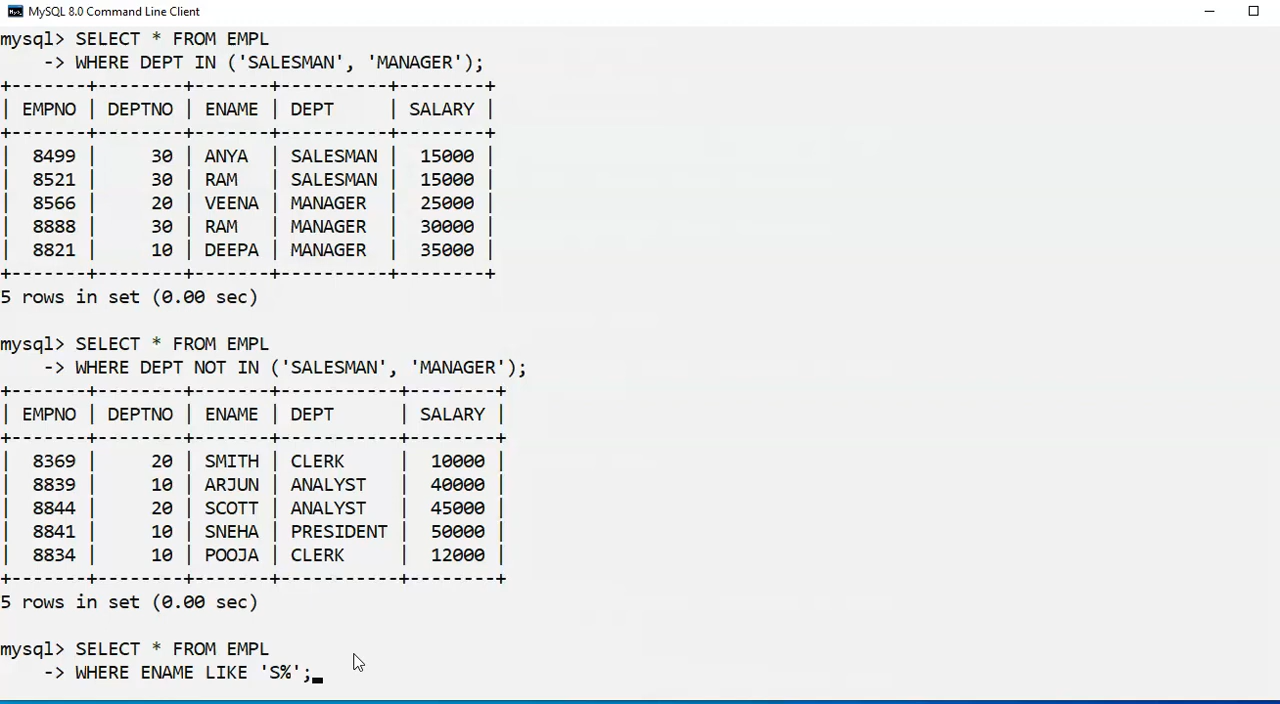 MySQL 8.0 Command Line Client
mysql> SELECT * FROM EMPL
    -> WHERE DEPT IN ('SALESMAN', 'MANAGER');
+-------+--------+-------+----------+--------+
| EMPNO | DEPTNO | ENAME | DEPT     | SALARY |
+-------+--------+-------+----------+--------+
|  8499 |     30 | ANYA  | SALESMAN |  15000 |
|  8521 |     30 | RAM   | SALESMAN |  15000 |
|  8566 |     20 | VEENA | MANAGER  |  25000 |
|  8888 |     30 | RAM   | MANAGER  |  30000 |
|  8821 |     10 | DEEPA | MANAGER  |  35000 |
+-------+--------+-------+----------+--------+
5 rows in set (0.00 sec)
mysql> SELECT * FROM EMPL
    -> WHERE DEPT NOT IN ('SALESMAN', 'MANAGER');
+-------+--------+-------+-----------+--------+
| EMPNO | DEPTNO | ENAME | DEPT      | SALARY |
+-------+--------+-------+-----------+--------+
|  8369 |     20 | SMITH | CLERK     |  10000 |
|  8839 |     10 | ARJUN | ANALYST   |  40000 |
|  8844 |     20 | SCOTT | ANALYST   |  45000 |
|  8841 |     10 | SNEHA | PRESIDENT |  50000 |
|  8834 |     10 | POOJA | CLERK     |  12000 |
+-------+--------+-------+-----------+--------+
5 rows in set (0.00 sec)
mysql> SELECT * FROM EMPL
    -> WHERE ENAME LIKE 'S%';